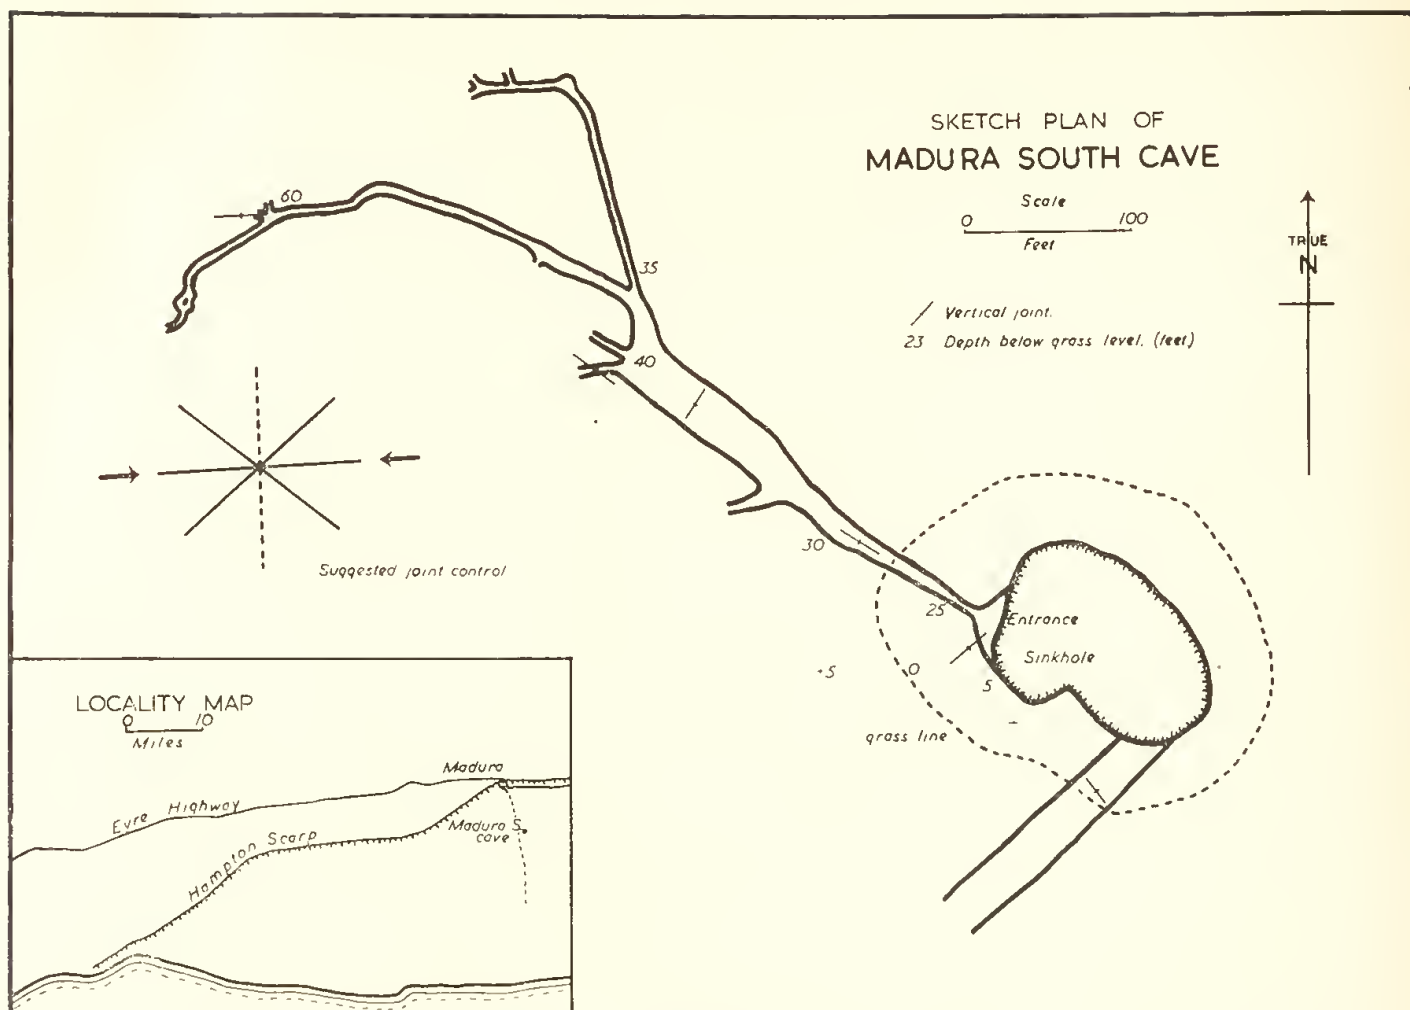 SKETCH PLAN OF
MADURA SOUTH CAVE
Scale
0 100
Feet
TRUE
N
Vertical joint.
23 Depth below grass level. (feet)
60
35
40
30
25
Entrance
Sinkhole
+5
0
5
grass line
Suggested joint control
LOCALITY MAP
0 10
Miles
Madura
Eyre Highway
Madura S.
cave
Hampton Scarp